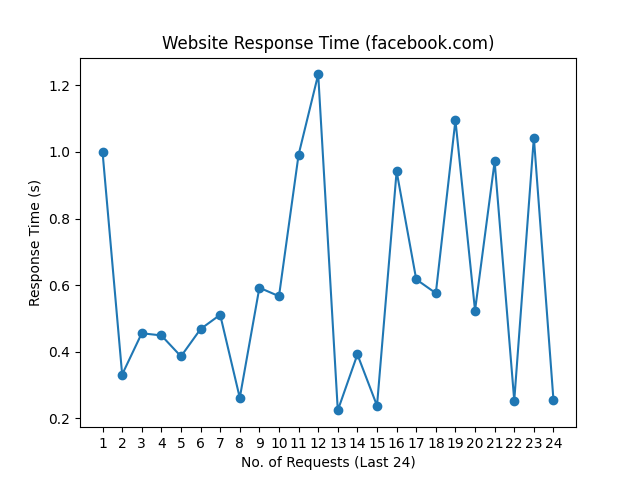 Website Response Time (facebook.com)
Response Time (s)
1.2
1.0
0.8
0.6
0.4
0.2
1 2 3 4 5 6 7 8 9 10 11 12 13 14 15 16 17 18 19 20 21 22 23 24
No. of Requests (Last 24)